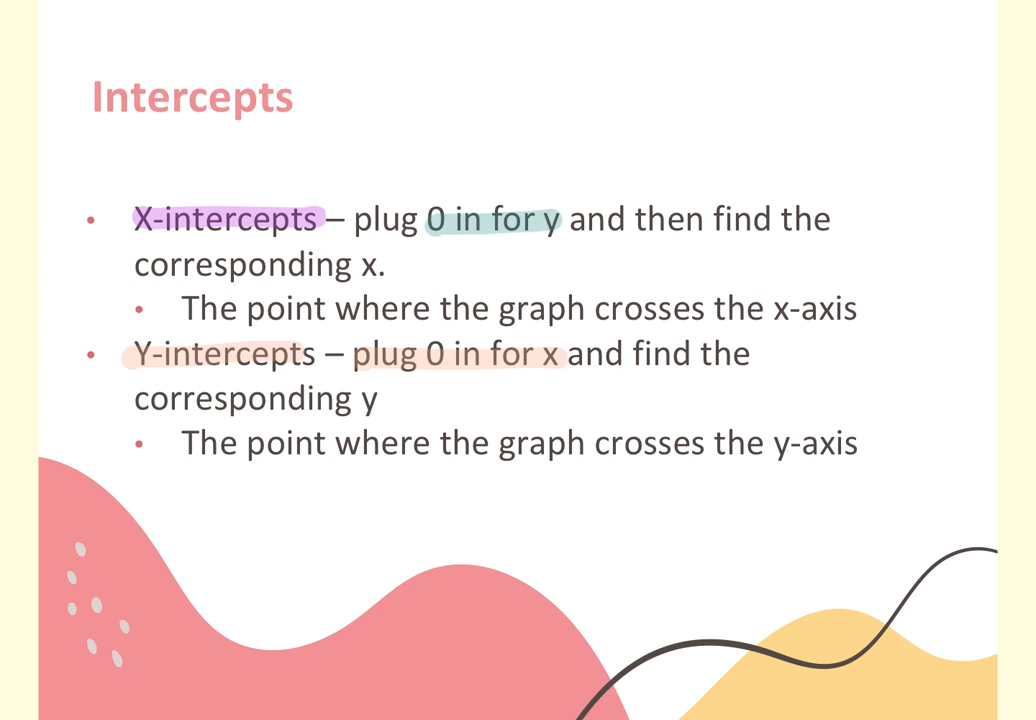 Intercepts
• X-intercepts – plug 0 in for y and then find the
corresponding x.
• The point where the graph crosses the x-axis
• Y-intercepts – plug 0 in for x and find the
corresponding y
• The point where the graph crosses the y-axis